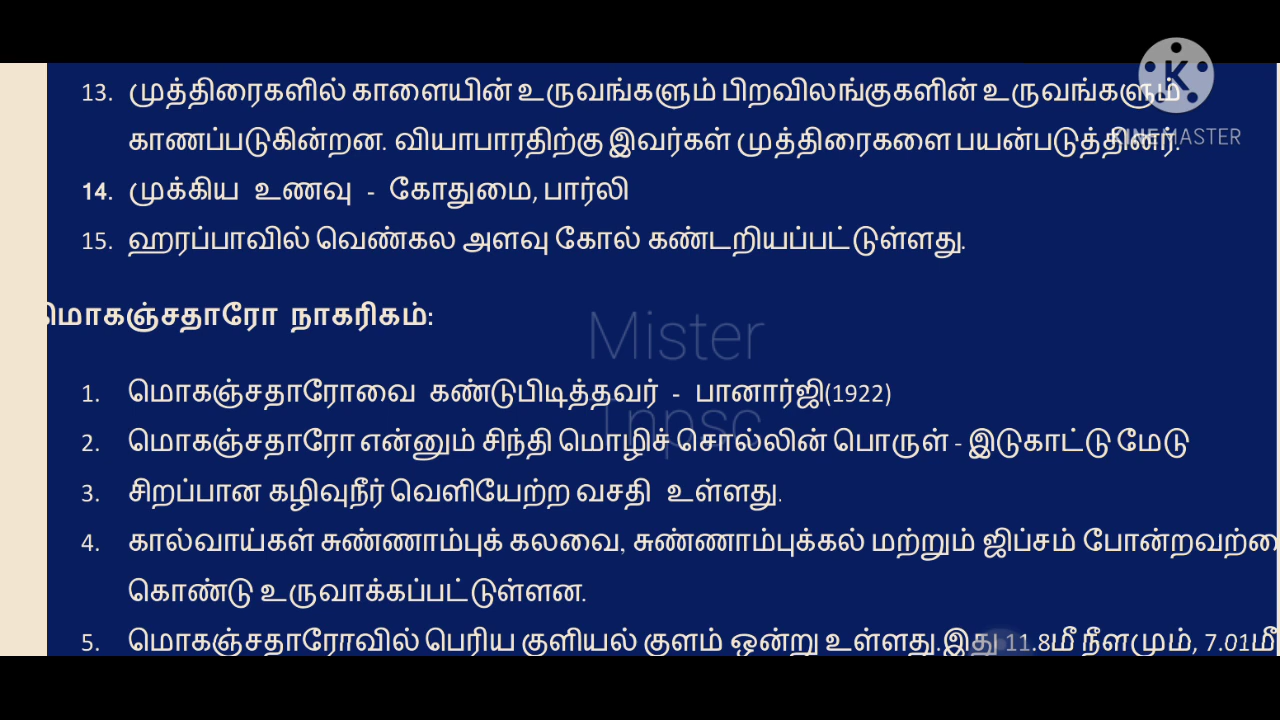 13. முத்திரைகளில் காளையின் உருவங்களும் பிறவிலங்குகளின் உருவங்களும்
காணப்படுகின்றன. வியாபாரதிற்கு இவர்கள் முத்திரைகளை பயன்படுத்தினர்.
KINEMASTER
14. முக்கிய உணவு - கோதுமை, பார்லி
15. ஹரப்பாவில் வெண்கல அளவு கோல் கண்டறியப்பட்டுள்ளது.
மொகஞ்சதாரோ நாகரிகம்:
Mister
Tnpsc
1. மொகஞ்சதாரோவை கண்டுபிடித்தவர் - பானார்ஜி(1922)
2. மொகஞ்சதாரோ என்னும் சிந்தி மொழிச் சொல்லின் பொருள் - இடுகாட்டு மேடு
3. சிறப்பான கழிவுநீர் வெளியேற்ற வசதி உள்ளது.
4. கால்வாய்கள் சுண்ணாம்புக் கலவை, சுண்ணாம்புக்கல் மற்றும் ஜிப்சம் போன்றவற்றை
கொண்டு உருவாக்கப்பட்டுள்ளன.
5. மொகஞ்சதாரோவில் பெரிய குளியல் குளம் ஒன்று உள்ளது.இது 11.8மீ நீளமும், 7.01மீ